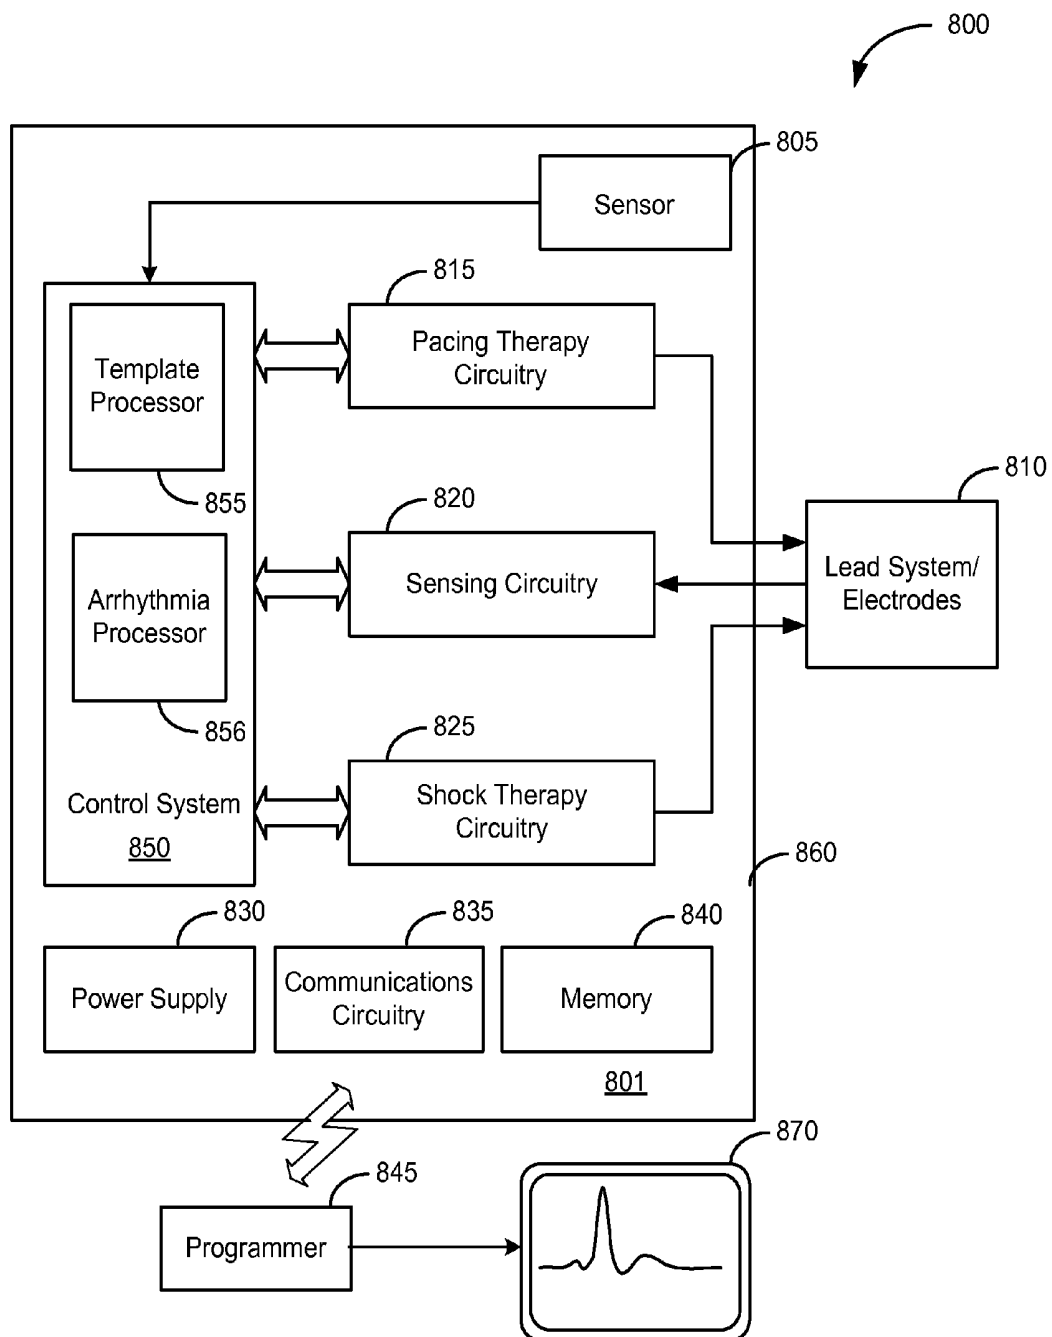 800
805
Sensor
815
Pacing Therapy
Circuitry
Template
Processor
855
810
820
Lead System/
Electrodes
Sensing Circuitry
Arrhythmia
Processor
856
825
Shock Therapy
Circuitry
Control System
850
860
830
835
840
Power Supply
Communications
Circuitry
Memory
801
870
845
Programmer